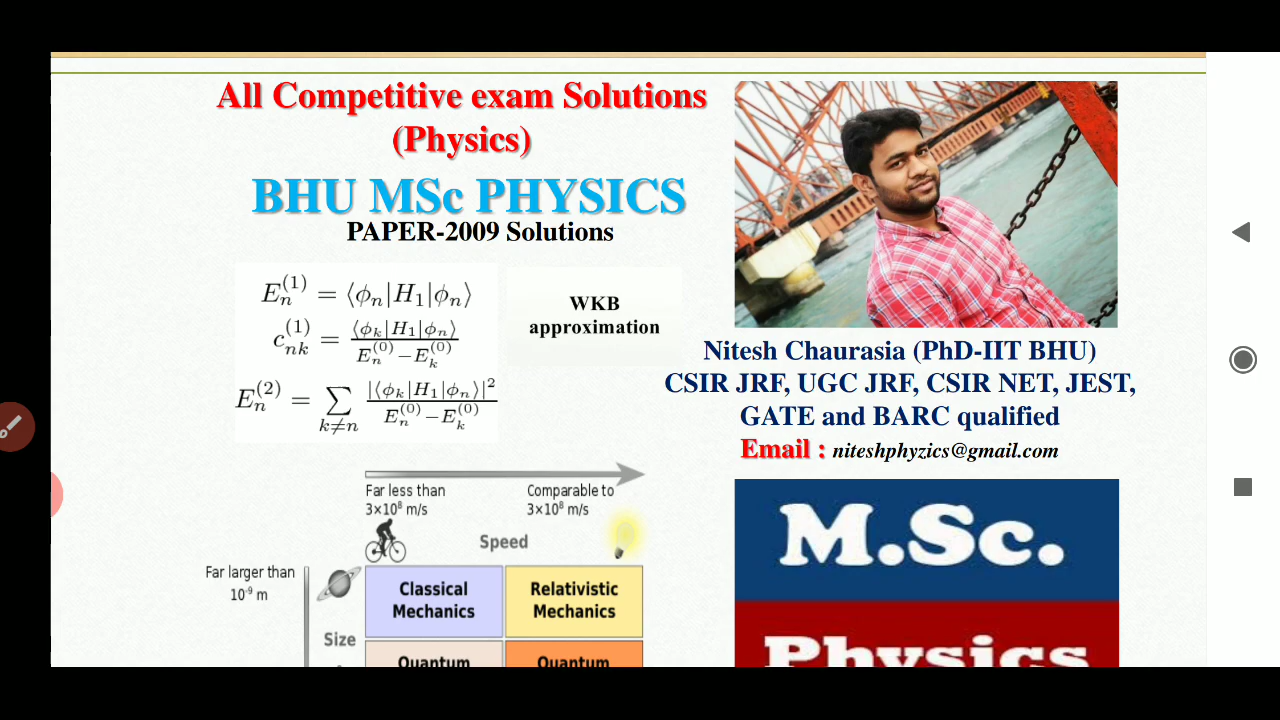 All Competitive exam Solutions
(Physics)
BHU MSc PHYSICS
PAPER-2009 Solutions
E_n^{(1)} = ⟨ϕ_n|H_1|ϕ_n⟩
c_{nk}^{(1)} = \frac{⟨ϕ_k|H_1|ϕ_n⟩}{E_n^{(0)}−E_k^{(0)}}
E_n^{(2)} = \sum_{k≠n} \frac{|⟨ϕ_k|H_1|ϕ_n⟩|^2}{E_n^{(0)}−E_k^{(0)}}
WKB
approximation
Nitesh Chaurasia (PhD-IIT BHU)
CSIR JRF, UGC JRF, CSIR NET, JEST,
GATE and BARC qualified
Email : niteshphyzics@gmail.com
Far less than
3×10⁸ m/s
Comparable to
3×10⁸ m/s
Speed
Far larger than
10⁻⁹ m
Size
Classical
Mechanics
Relativistic
Mechanics
Quantum
Quantum
M.Sc.
Physics